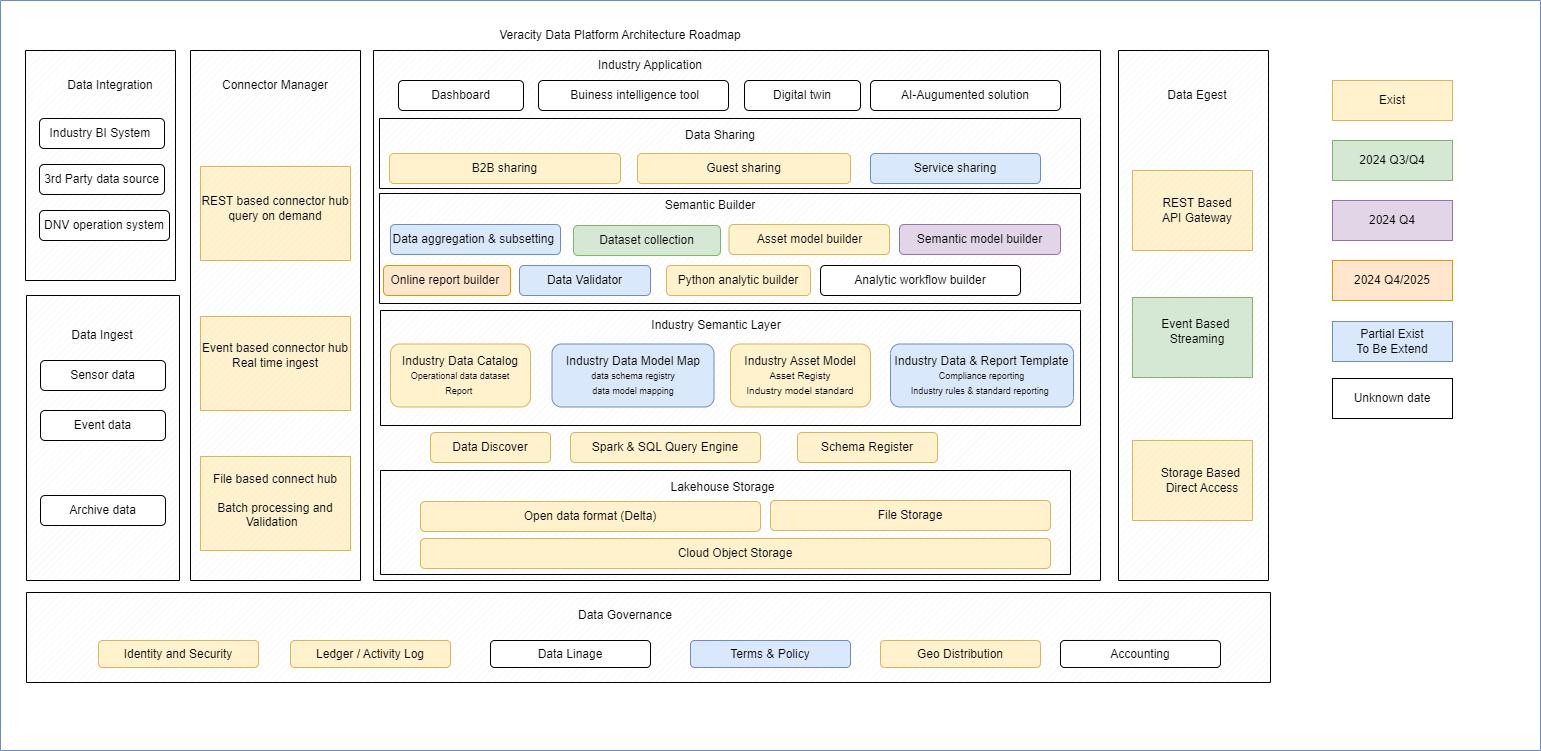 Veracity Data Platform Architecture Roadmap
Data Integration
Industry BI System
3rd Party data source
DNV operation system
Data Ingest
Sensor data
Event data
Archive data
Connector Manager
REST based connector hub
query on demand
Event based connector hub
Real time ingest
File based connect hub
Batch processing and
Validation
Industry Application
Dashboard
Buiness intelligence tool
Digital twin
AI-Augumented solution
Data Sharing
B2B sharing
Guest sharing
Service sharing
Semantic Builder
Data aggregation & subsetting
Dataset collection
Asset model builder
Semantic model builder
Online report builder
Data Validator
Python analytic builder
Analytic workflow builder
Industry Semantic Layer
Industry Data Catalog
Operational data dataset
Report
Industry Data Model Map
data schema registry
data model mapping
Industry Asset Model
Asset Registy
Industry model standard
Industry Data & Report Template
Compliance reporting
Industry rules & standard reporting
Data Discover
Spark & SQL Query Engine
Schema Register
Lakehouse Storage
Open data format (Delta)
File Storage
Cloud Object Storage
Data Egest
REST Based
API Gateway
Event Based
Streaming
Storage Based
Direct Access
Exist
2024 Q3/Q4
2024 Q4
2024 Q4/2025
Partial Exist
To Be Extend
Unknown date
Data Governance
Identity and Security
Ledger / Activity Log
Data Linage
Terms & Policy
Geo Distribution
Accounting